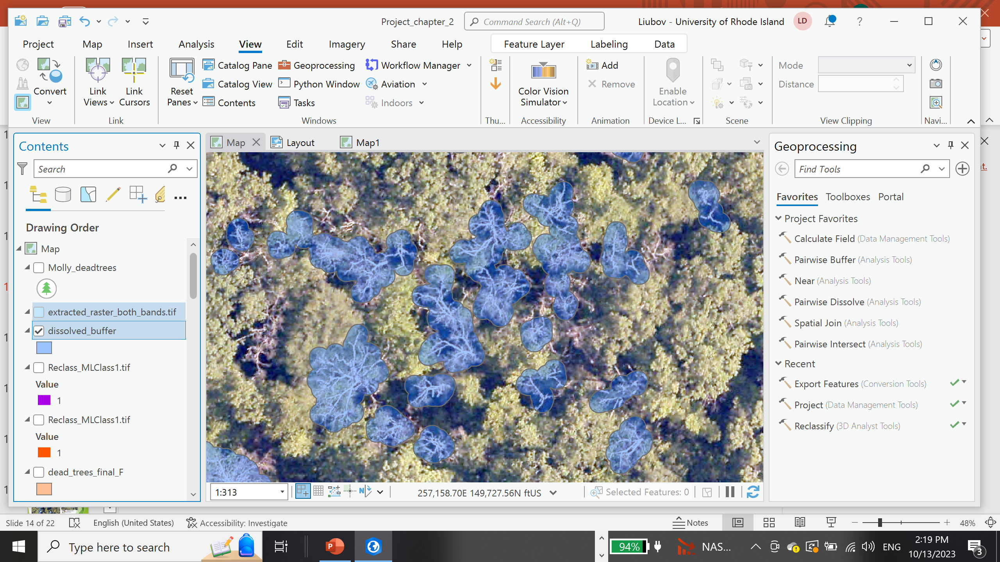 Project_chapter_2
Command Search (Alt+Q)
Liubov - University of Rhode Island
LD
?
Project
Map
Insert
Analysis
View
Edit
Imagery
Share
Help
Feature Layer
Labeling
Data
Convert
View
Link Views
Link Cursors
Link
Reset Panes
Catalog Pane
Catalog View
Contents
Geoprocessing
Python Window
Tasks
Workflow Manager
Aviation
Indoors
Windows
Thu...
Color Vision Simulator
Accessibility
Add
Remove
Animation
Enable Location
Device L...
Scene
Mode
Distance
View Clipping
Navi...
Contents
Search
Drawing Order
Map
Molly_deadtrees
extracted_raster_both_bands.tif
dissolved_buffer
Reclass_MLClass1.tif
Value
1
Reclass_MLClass1.tif
Value
1
dead_trees_final_F
Map
Layout
Map1
1:313
N
257,158.70E 149,727.56N ftUS
Selected Features: 0
Geoprocessing
Find Tools
Favorites
Toolboxes
Portal
Project Favorites
Calculate Field (Data Management Tools)
Pairwise Buffer (Analysis Tools)
Near (Analysis Tools)
Pairwise Dissolve (Analysis Tools)
Spatial Join (Analysis Tools)
Pairwise Intersect (Analysis Tools)
Recent
Export Features (Conversion Tools)
Project (Data Management Tools)
Reclassify (3D Analyst Tools)
t.
1
1
1
1
1
1
1
1
Slide 14 of 22
English (United States)
Accessibility: Investigate
Notes
48%
Type here to search
P
94%
NAS...
ENG
2:19 PM
10/13/2023
3